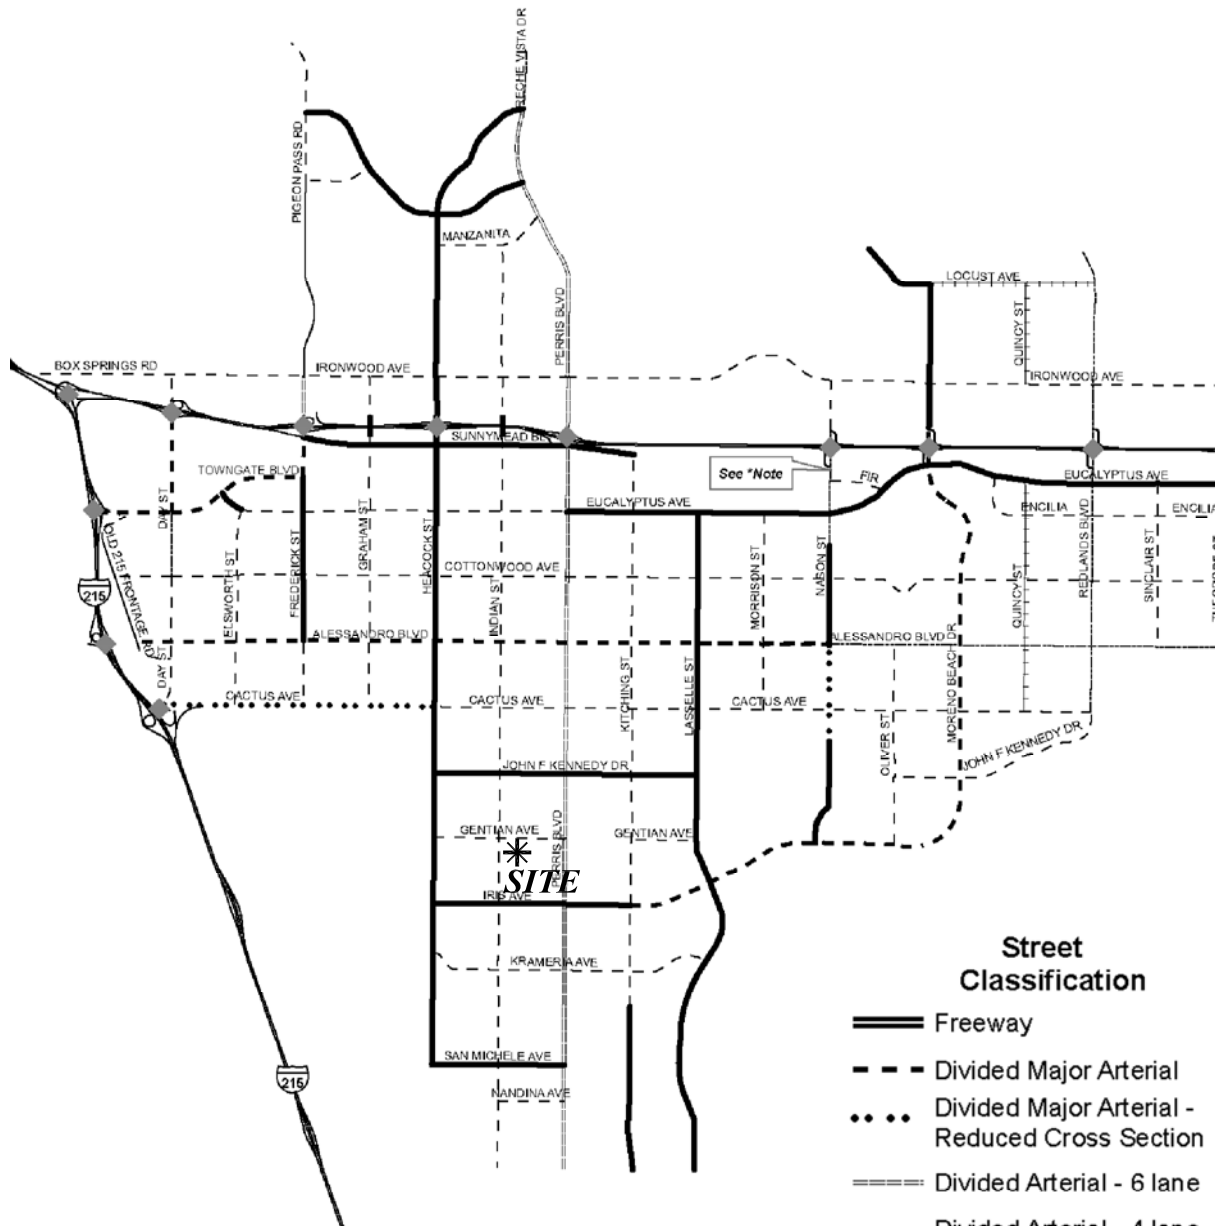 RECHE VISTA DR
PIGEON PASS RD
MANZANITA
PERRIS BLVD
LOCUST AVE
QUINCY ST
BOX SPRINGS RD
IRONWOOD AVE
IRONWOOD AVE
SUNNYMEAD BL
TOWNGATE BLVD
See *Note
FIR
EUCALYPTUS AVE
EUCALYPTUS AVE
ENCILIA
ENCILIA
DAY ST
OLD 215 FRONTAGE RD
ELSWORTH ST
FREDERICK ST
GRAHAM ST
HEACOCK ST
COTTONWOOD AVE
INDIAN ST
MORRISON ST
NASON ST
QUINCY ST
REDLANDS BLVD
SINCLAIR ST
215
ALESSANDRO BLVD
ALESSANDRO BLVD
DAY ST
CACTUS AVE
CACTUS AVE
KITCHING ST
LASSELLE ST
CACTUS AVE
OLIVER ST
MORENO BEACH DR
JOHN F KENNEDY DR
JOHN F KENNEDY DR
GENTIAN AVE
PERRIS BLVD
GENTIAN AVE
SITE
IRIS AVE
KRAMERIA AVE
SAN MICHELE AVE
NANDINA AVE
215
Street
Classification
Freeway
Divided Major Arterial
Divided Major Arterial -
Reduced Cross Section
Divided Arterial - 6 lane
Divided Arterial - 4 lane